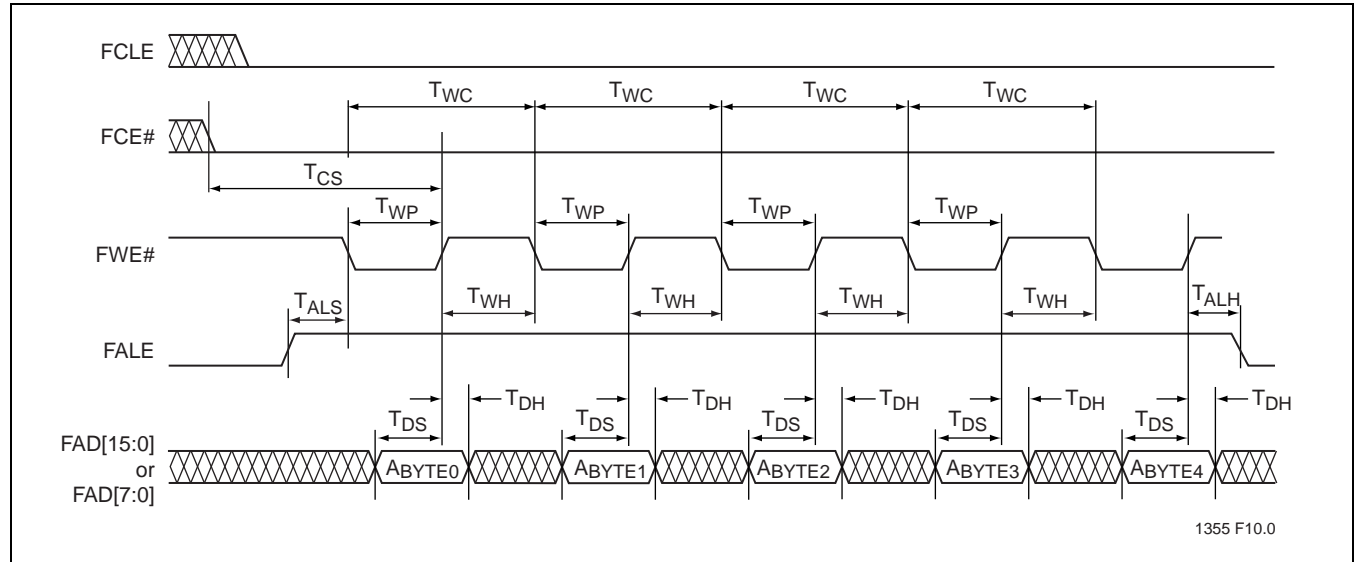 FCLE
TWC TWC TWC TWC
FCE#
TCS
TWP TWP TWP TWP
FWE#
TALS TWH TWH TWH TWH TALH
FALE
TDH TDH TDH TDH TDH
TDS TDS TDS TDS TDS
FAD[15:0]
or
FAD[7:0]
ABYTE0 ABYTE1 ABYTE2 ABYTE3 ABYTE4
1355 F10.0